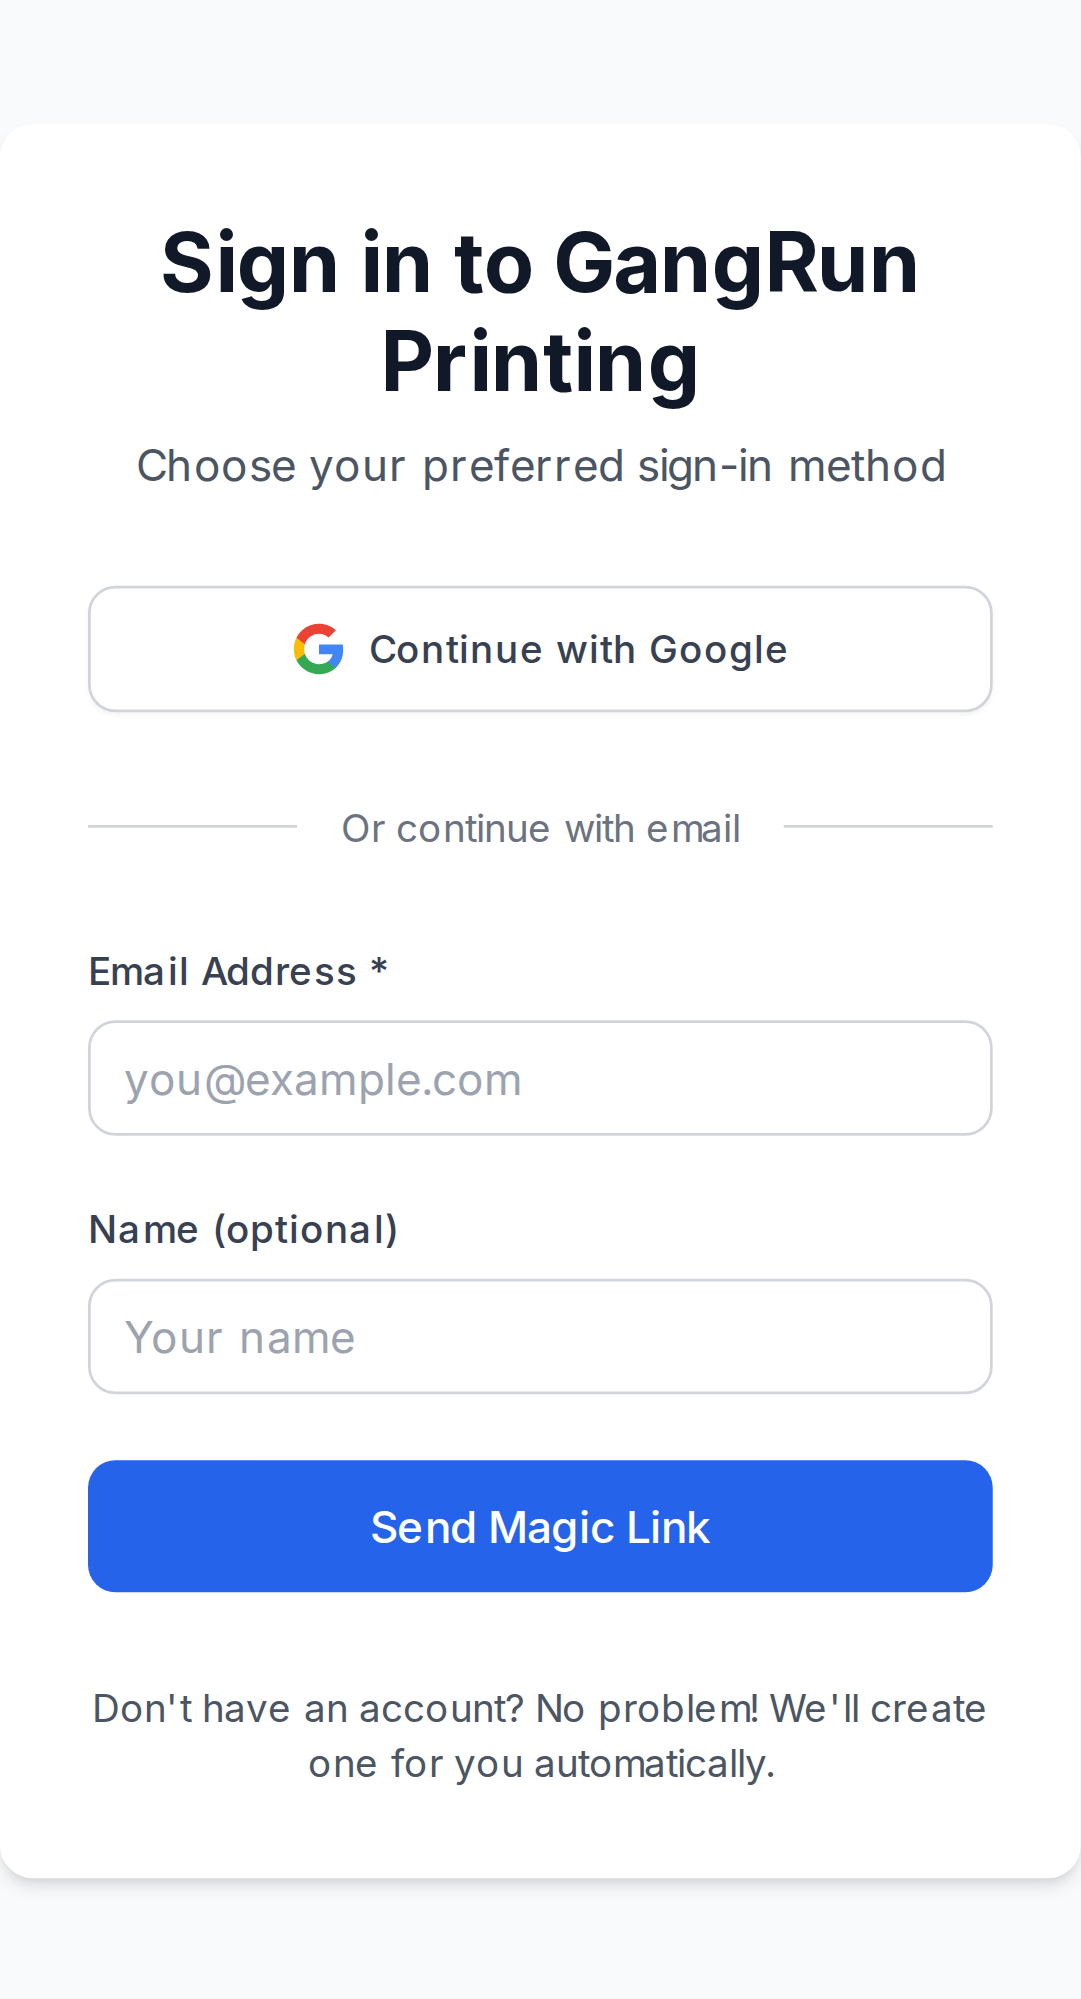 Sign in to GangRun
Printing
Choose your preferred sign-in method
Continue with Google
Or continue with email
Email Address *
you@example.com
Name (optional)
Your name
Send Magic Link
Don't have an account? No problem! We'll create
one for you automatically.